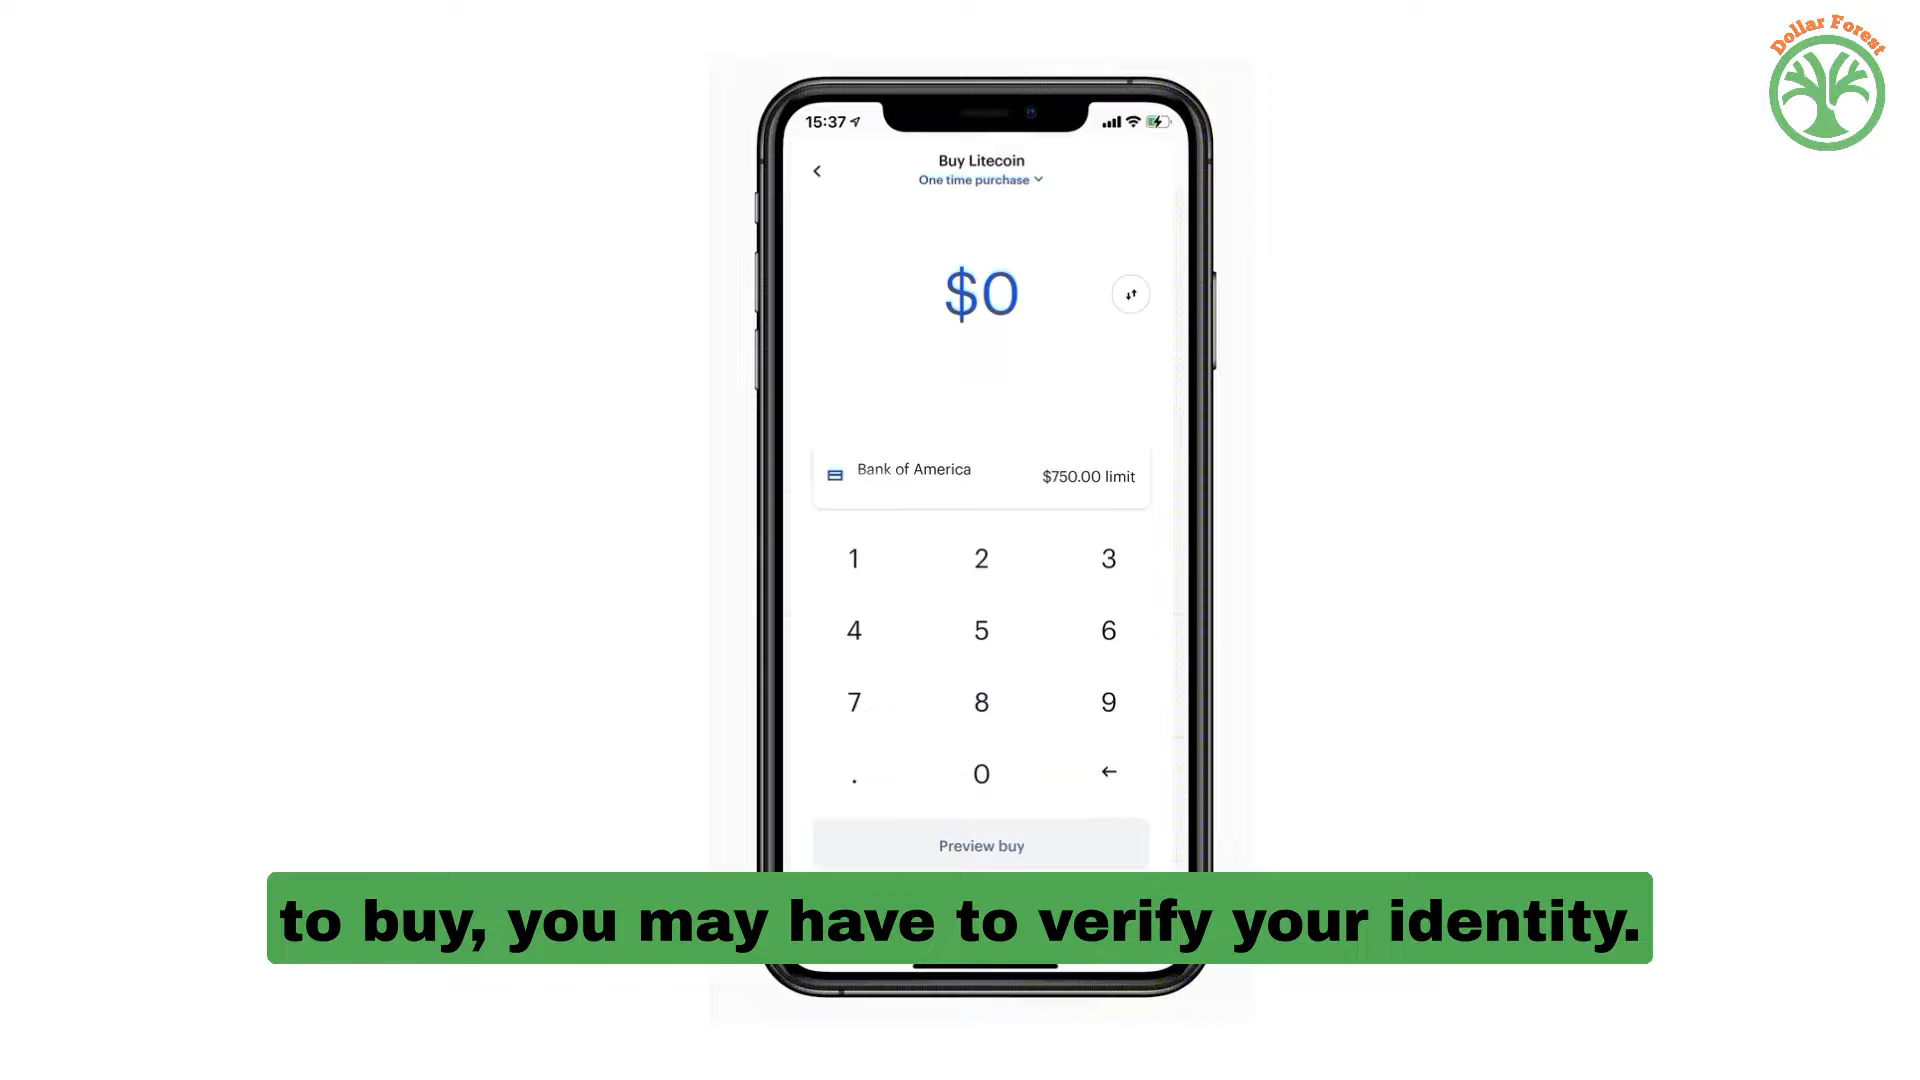 Dollar Forest
15:37
Buy Litecoin
One time purchase
$0
Bank of America
$750.00 limit
1 2 3
4 5 6
7 8 9
. 0 ←
Preview buy
to buy, you may have to verify your identity.